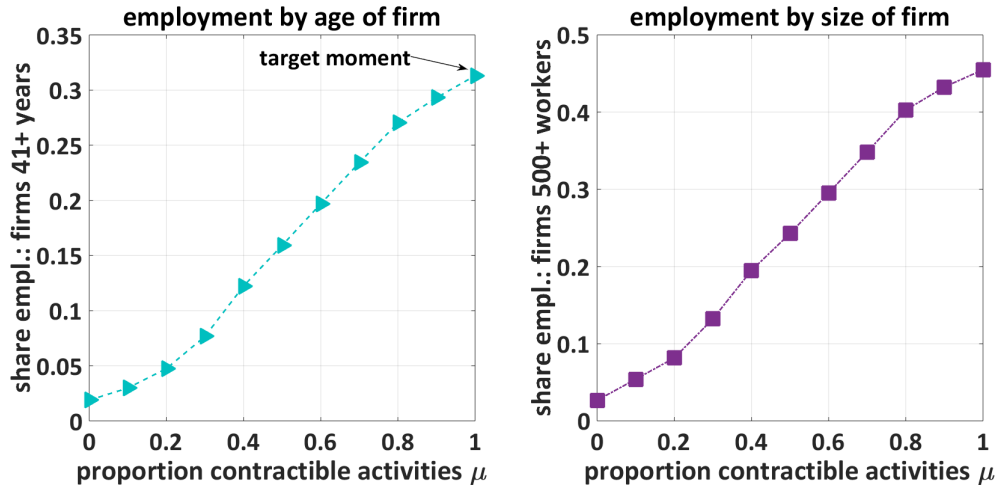 employment by age of firm
share empl.: firms 41+ years
0.35
0.3
0.25
0.2
0.15
0.1
0.05
0
target moment
0 0.2 0.4 0.6 0.8 1
proportion contractible activities μ
employment by size of firm
share empl.: firms 500+ workers
0.5
0.4
0.3
0.2
0.1
0
0 0.2 0.4 0.6 0.8 1
proportion contractible activities μ